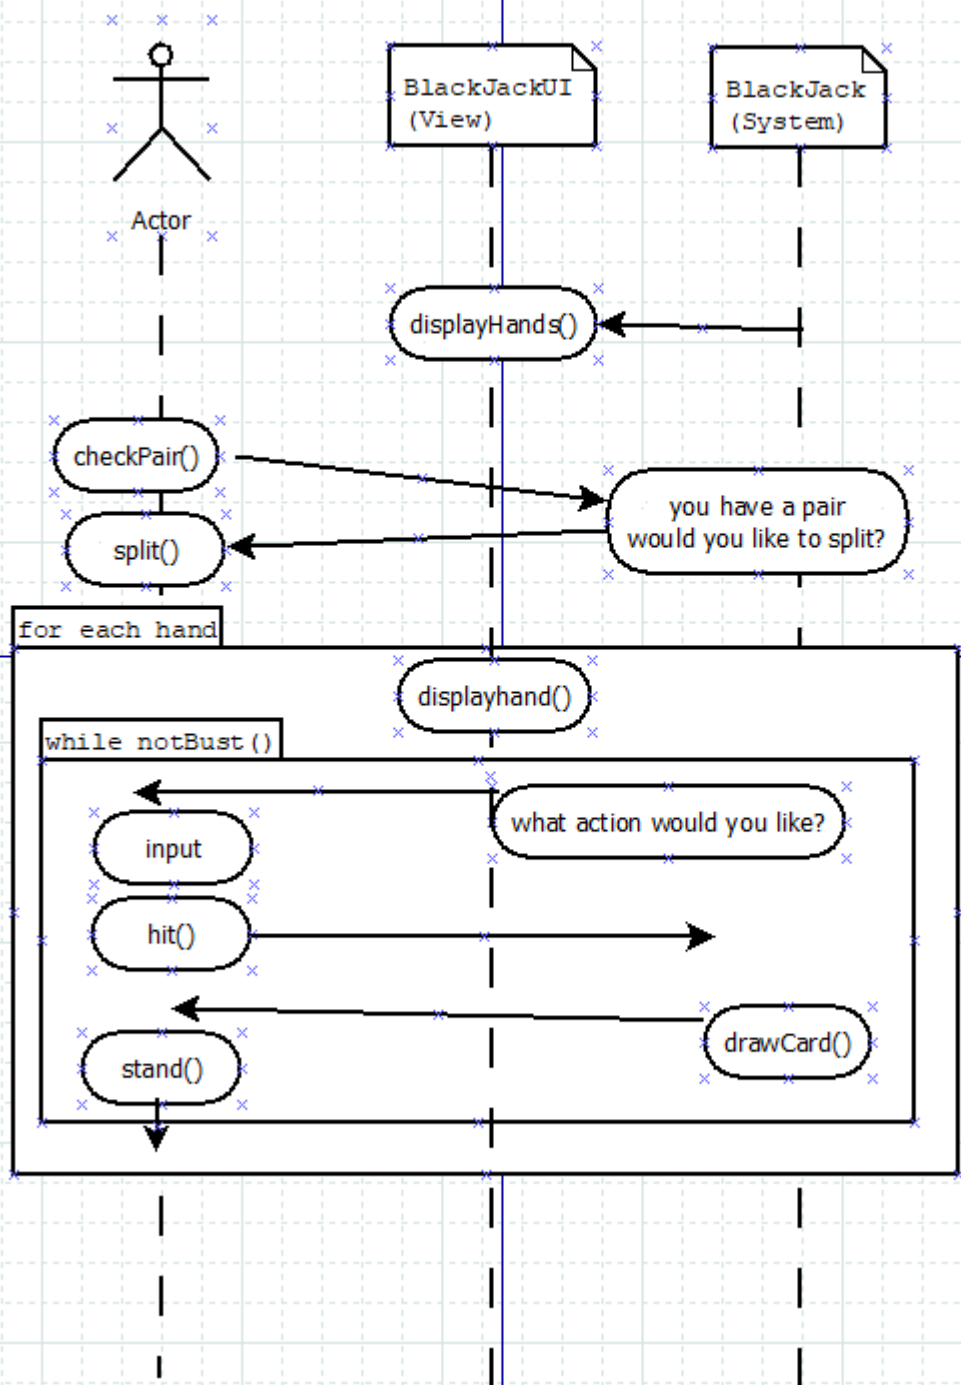 BlackJackUI
(View)
BlackJack
(System)
Actor
displayHands()
checkPair()
you have a pair
would you like to split?
split()
for each hand
displayhand()
while notBust()
what action would you like?
input
hit()
drawCard()
stand()